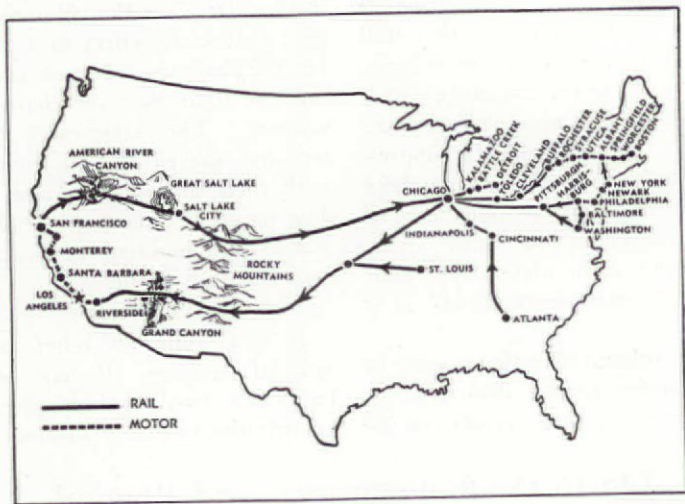 AMERICAN RIVER
CANYON
GREAT SALT LAKE
SALT LAKE
CITY
SAN FRANCISCO
MONTEREY
SANTA BARBARA
LOS
ANGELES
RIVERSIDE
GRAND CANYON
ROCKY
MOUNTAINS
CHICAGO
KALAMAZOO
BATTLE CREEK
DETROIT
TOLEDO
CLEVELAND
BUFFALO
ROCHESTER
SYRACUSE
UTICA
ALBANY
SPRINGFIELD
WORCESTER
BOSTON
PITTSBURGH
HARRIS-
BURG
NEW YORK
NEWARK
PHILADELPHIA
BALTIMORE
WASHINGTON
INDIANAPOLIS
CINCINNATI
ST. LOUIS
ATLANTA
RAIL
MOTOR